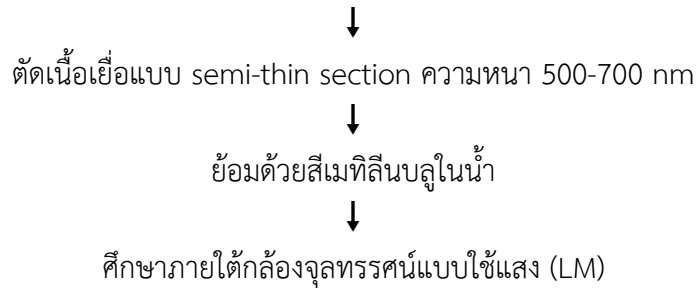 ตัดเนื้อเยื่อแบบ semi-thin section ความหนา 500-700 nm
ย้อมด้วยสีเมทิลีนบลูในน้ำ
ศึกษาภายใต้กล้องจุลทรรศน์แบบใช้แสง (LM)